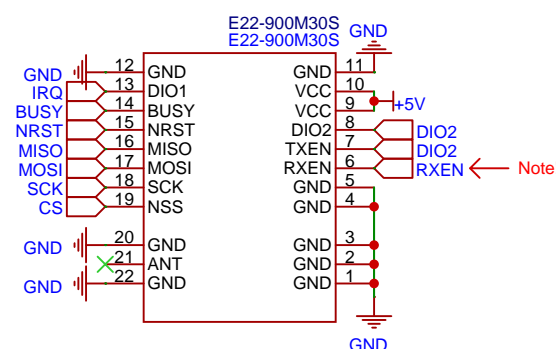 E22-900M30S
E22-900M30S
GND
GND 12 GND GND 11
IRQ 13 DIO1 VCC 10
BUSY 14 BUSY VCC 9 +5V
NRST 15 NRST DIO2 8 DIO2
MISO 16 MISO TXEN 7 DIO2
MOSI 17 MOSI RXEN 6 RXEN Note
SCK 18 SCK GND 5
CS 19 NSS GND 4
GND 20 GND GND 3
21 ANT GND 2
GND 22 GND GND 1
GND